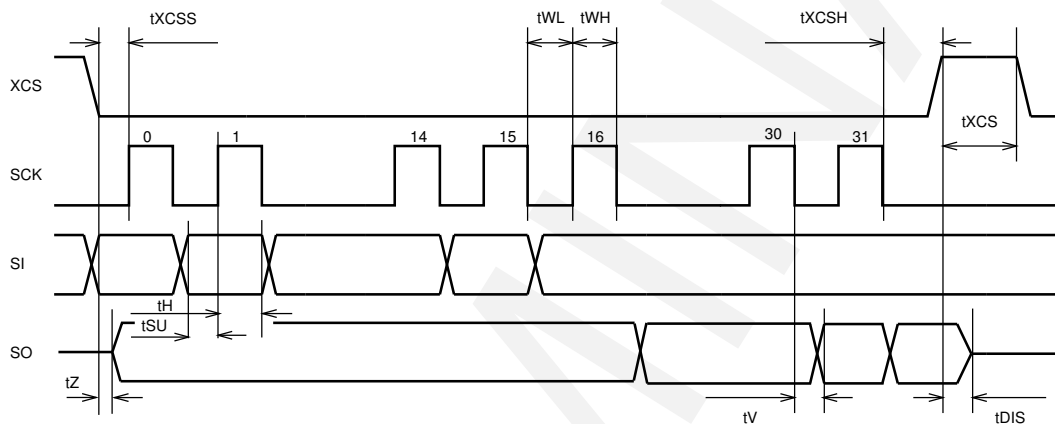 tXCSS tWL tWH tXCSH
XCS
tXCS
0 1 14 15 16 30 31
SCK
SI
tH
tSU
SO
tZ
tV tDIS